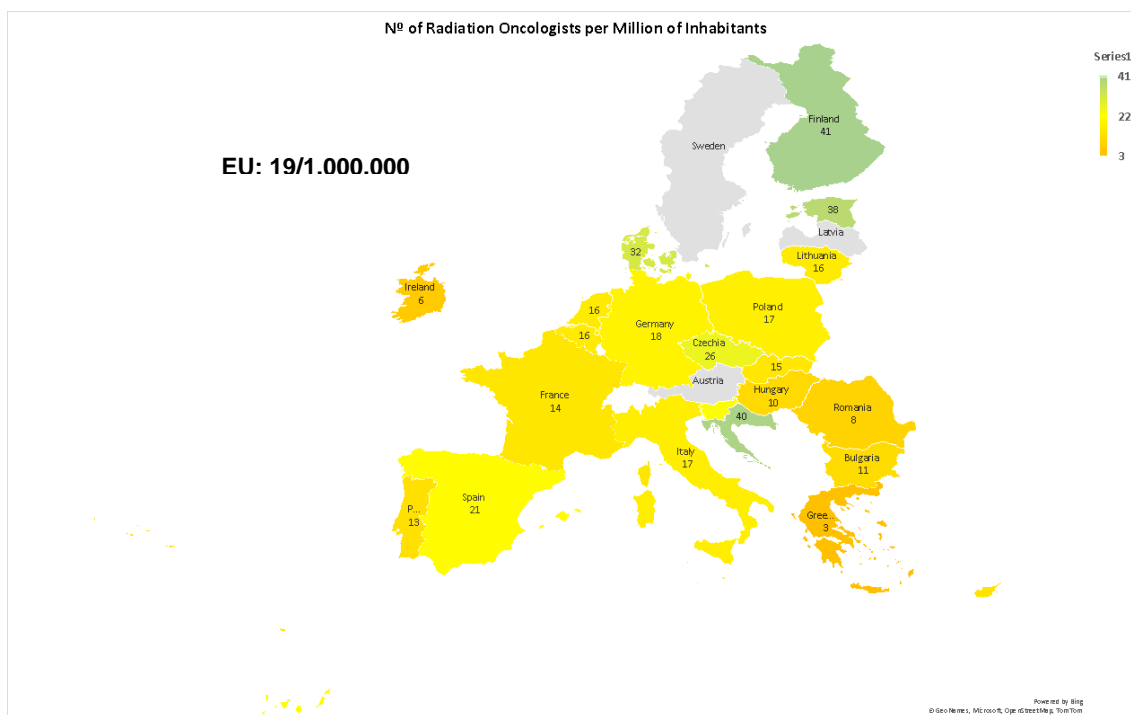 Nº of Radiation Oncologists per Million of Inhabitants
Series1
41
22
3
EU: 19/1.000.000
Finland
41
Sweden
38
Latvia
Lithuania
16
32
Ireland
6
16
16
Germany
18
Poland
17
Czechia
26
15
Austria
Hungary
10
France
14
Romania
8
40
Italy
17
Bulgaria
11
Spain
21
P...
13
Gree...
3
Powered by Bing
© GeoNames, Microsoft, OpenStreetMap, TomTom